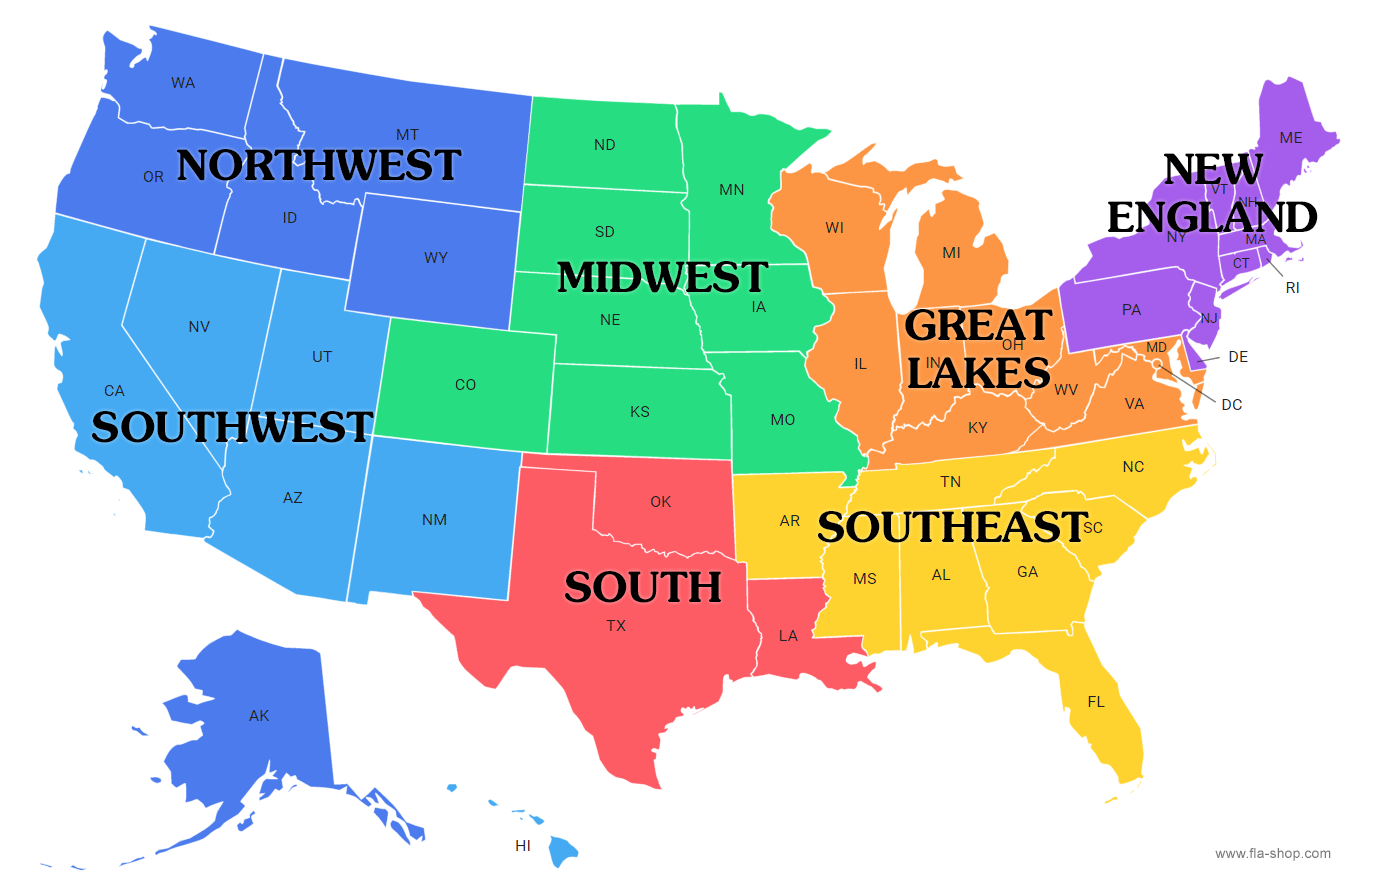 WA
MT
ND
MN
ME
OR
NORTHWEST
NEW
ENGLAND
VT
NH
ID
WY
SD
WI
MI
NY
MA
CT
RI
MIDWEST
NV
UT
NE
IA
GREAT
LAKES
OH
PA
NJ
CA
CO
IL
IN
MD
DE
WV
VA
DC
SOUTHWEST
KS
MO
KY
AZ
NM
OK
AR
TN
NC
SOUTHEAST
SC
SOUTH
TX
LA
MS
AL
GA
FL
AK
HI
www.fla-shop.com